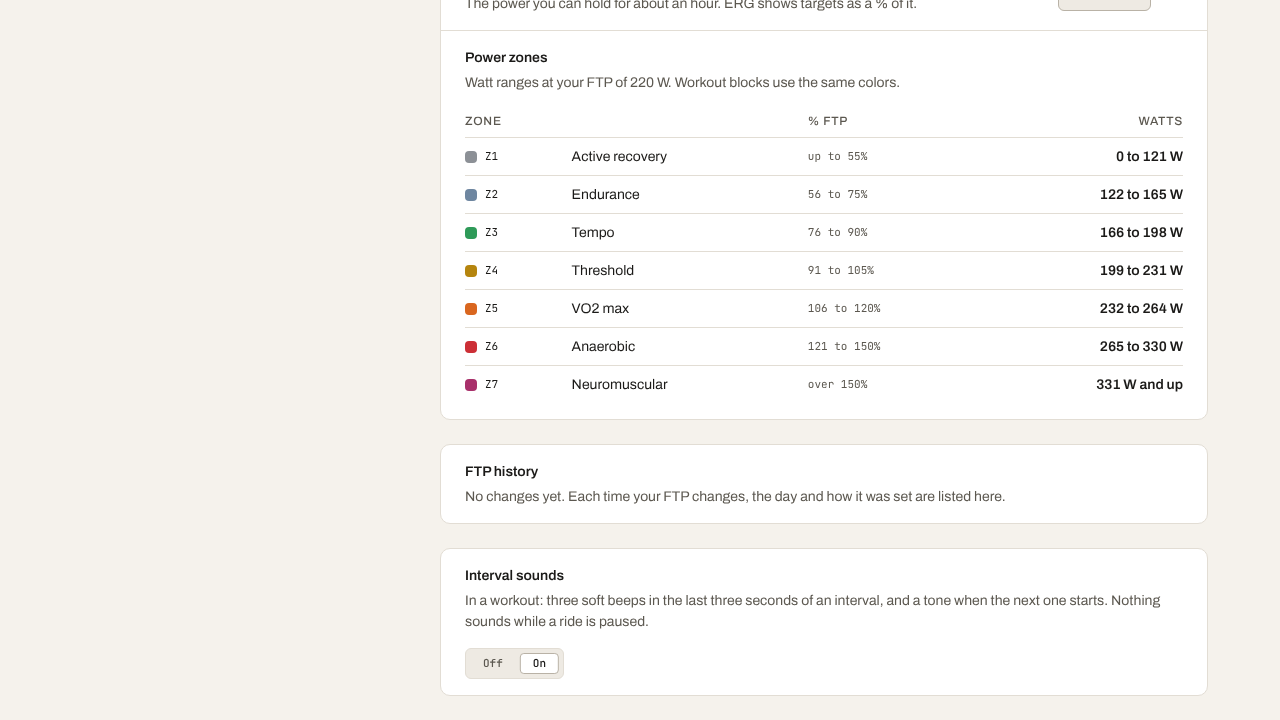 The power you can hold for about an hour. ERG shows targets as a % of it.
Power zones
Watt ranges at your FTP of 220 W. Workout blocks use the same colors.
ZONE % FTP WATTS
Z1 Active recovery up to 55% 0 to 121 W
Z2 Endurance 56 to 75% 122 to 165 W
Z3 Tempo 76 to 90% 166 to 198 W
Z4 Threshold 91 to 105% 199 to 231 W
Z5 VO2 max 106 to 120% 232 to 264 W
Z6 Anaerobic 121 to 150% 265 to 330 W
Z7 Neuromuscular over 150% 331 W and up
FTP history
No changes yet. Each time your FTP changes, the day and how it was set are listed here.
Interval sounds
In a workout: three soft beeps in the last three seconds of an interval, and a tone when the next one starts. Nothing
sounds while a ride is paused.
Off On